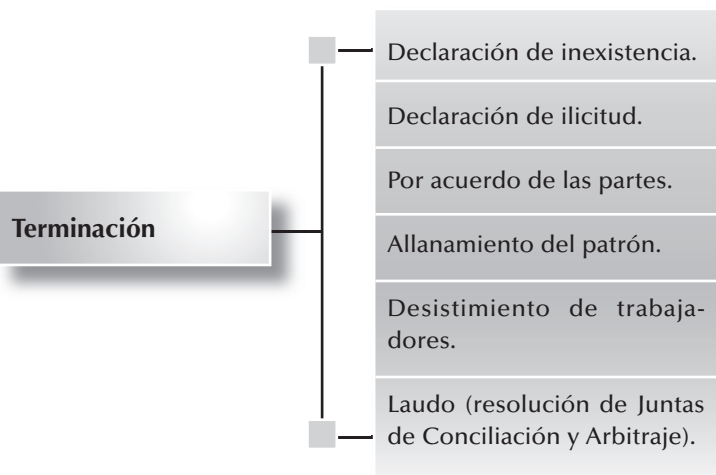 Terminación
Declaración de inexistencia.
Declaración de ilicitud.
Por acuerdo de las partes.
Allanamiento del patrón.
Desistimiento de trabaja-
dores.
Laudo (resolución de Juntas
de Conciliación y Arbitraje).